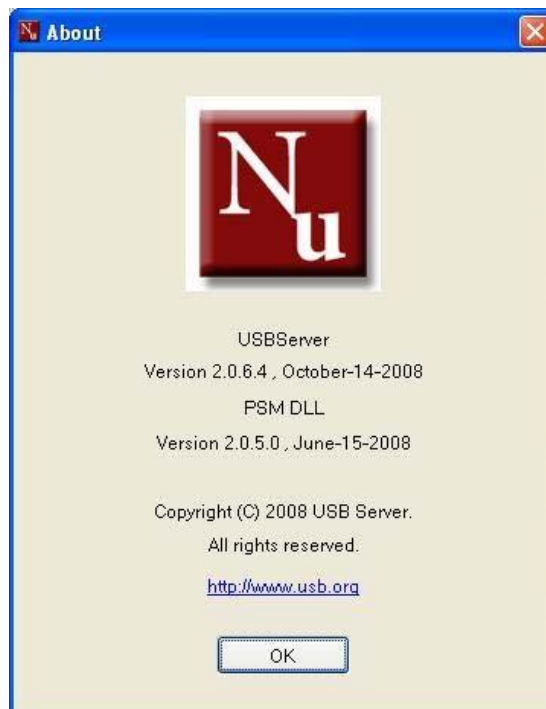 Nu About
Nu
USBServer
Version 2.0.6.4 , October-14-2008
PSM DLL
Version 2.0.5.0 , June-15-2008
Copyright (C) 2008 USB Server.
All rights reserved.
http://www.usb.org
OK